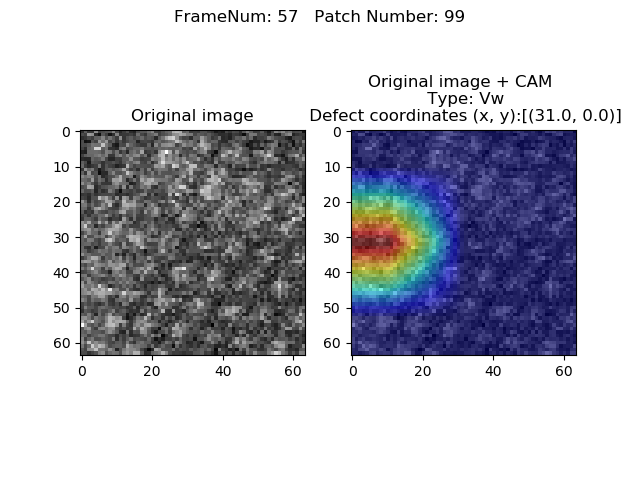 FrameNum: 57   Patch Number: 99
Original image
Original image + CAM
Type: Vw
Defect coordinates (x, y):[(31.0, 0.0)]
0
10
20
30
40
50
60
0 20 40 60
0
10
20
30
40
50
60
0 20 40 60